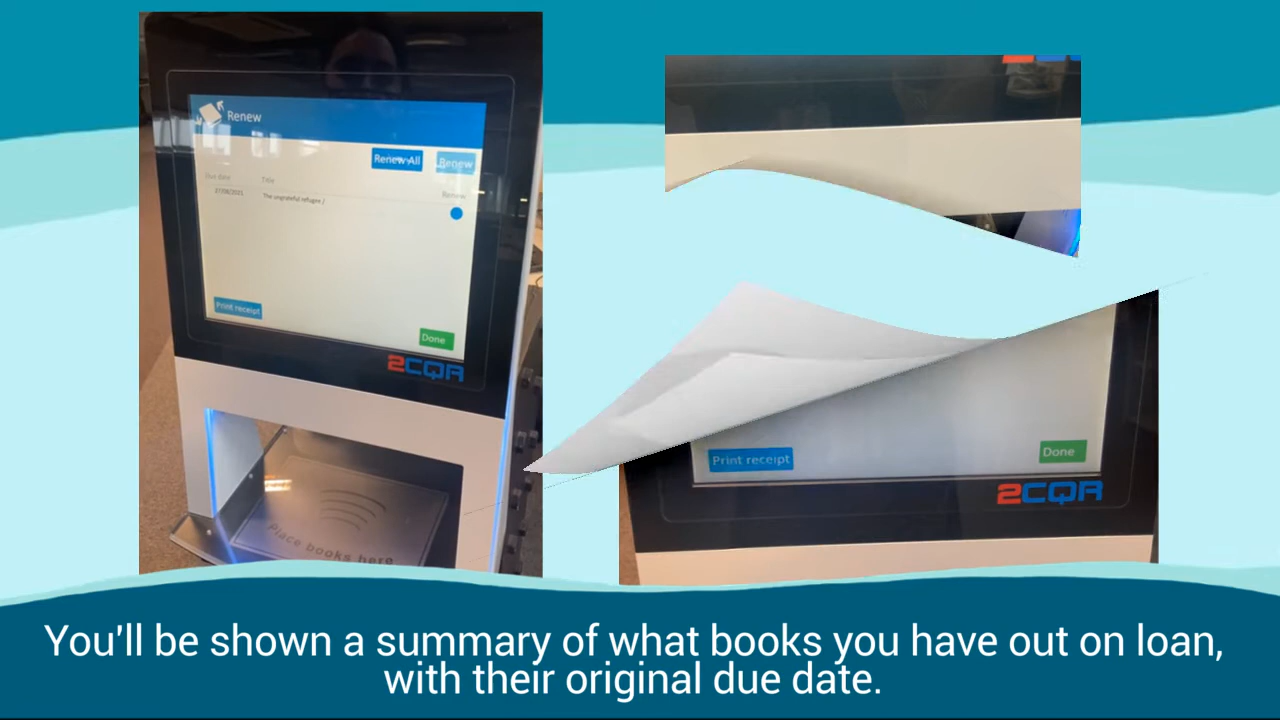 Renew
Renew All
Renew
Due date
Title
Renew
The ungrateful refugee /
Print receipt
Done
2CQR
Place books here
Print receipt
Done
2CQR
You'll be shown a summary of what books you have out on loan,
with their original due date.